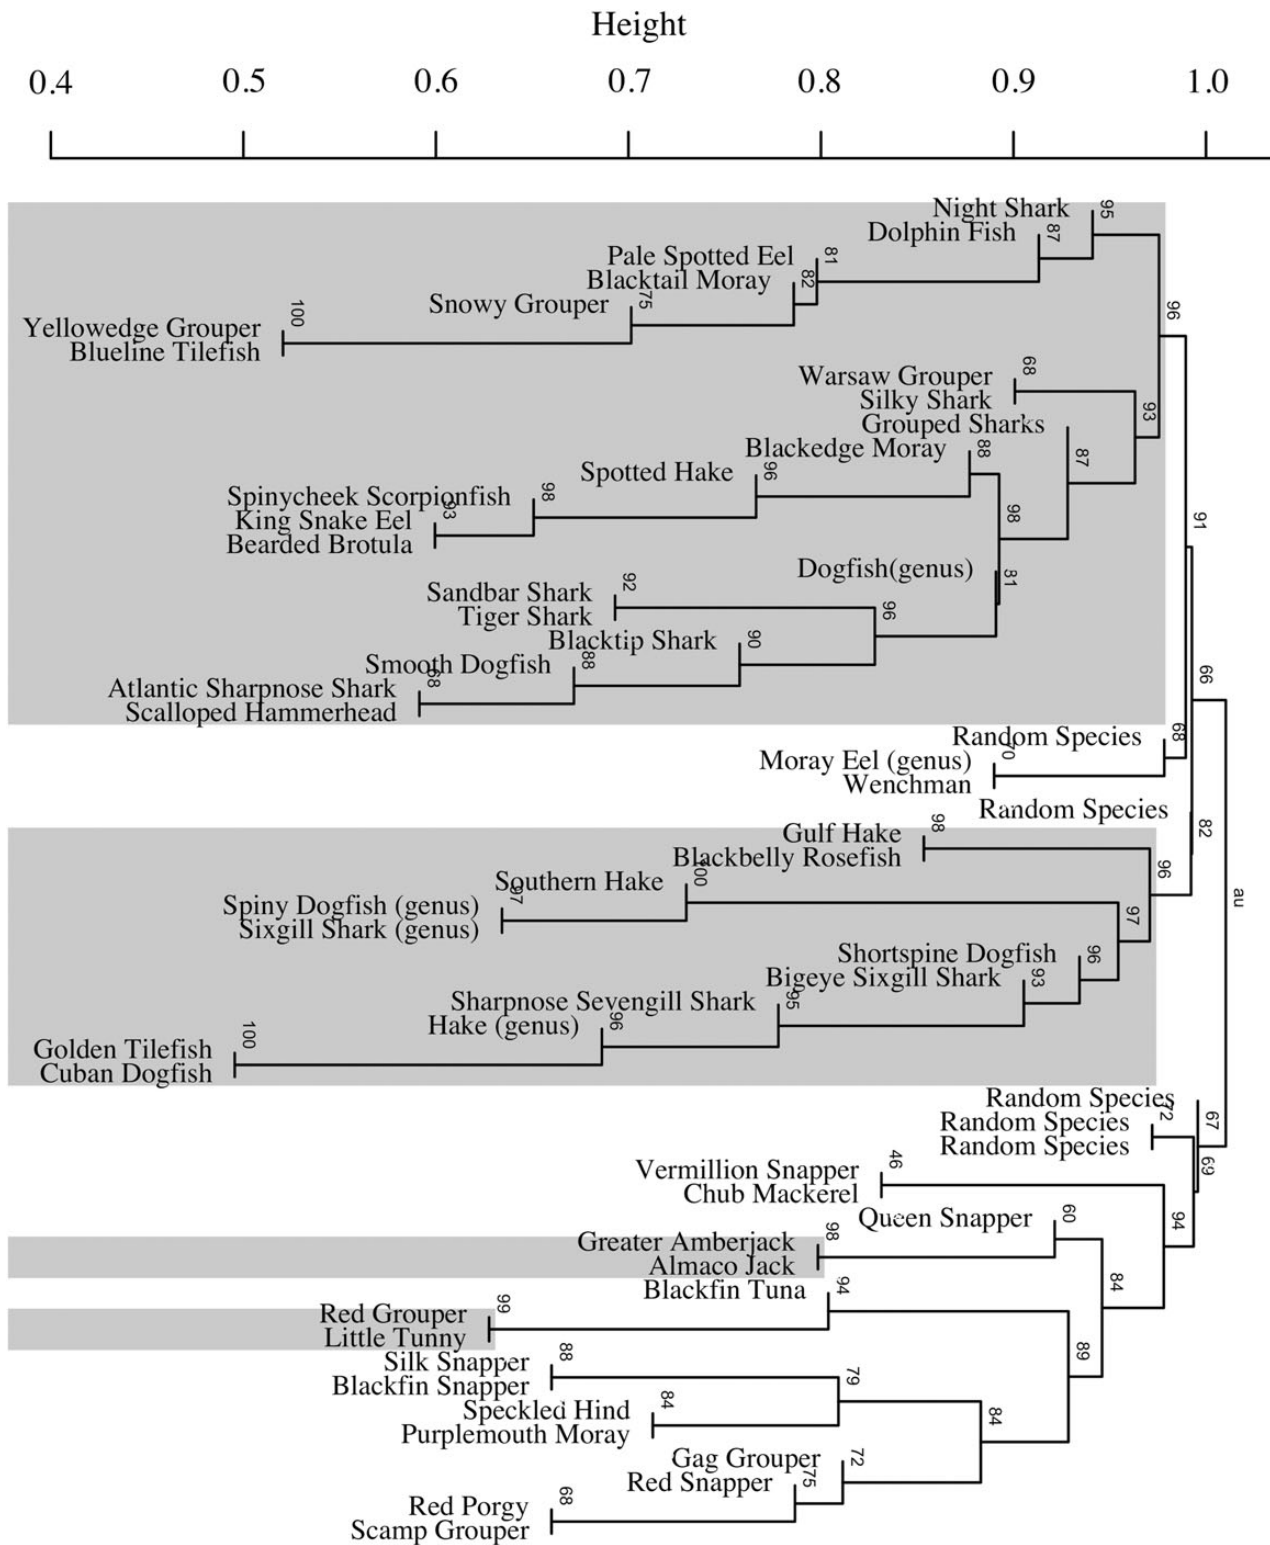 Height
0.4 0.5 0.6 0.7 0.8 0.9 1.0
Night Shark 95
Dolphin Fish 87
Pale Spotted Eel 81
Blacktail Moray 82
Snowy Grouper 75
Yellowedge Grouper 100
Blueline Tilefish
96
Warsaw Grouper 68
Silky Shark
93
Grouped Sharks 87
Blackedge Moray 88
Spotted Hake 96
Spinycheek Scorpionfish 98
King Snake Eel 93
Bearded Brotula
98
91
Dogfish(genus) 81
Sandbar Shark 92
Tiger Shark
96
Blacktip Shark 90
Smooth Dogfish 88
Atlantic Sharpnose Shark 68
Scalloped Hammerhead
66
Random Species 68
Moray Eel (genus) 70
Wenchman
Random Species 82
Gulf Hake 98
Blackbelly Rosefish
96
Southern Hake 100
Spiny Dogfish (genus) 97
Sixgill Shark (genus)
97
au
Shortspine Dogfish 96
Bigeye Sixgill Shark 93
Sharpnose Sevengill Shark 95
Hake (genus) 96
Golden Tilefish 100
Cuban Dogfish
Random Species 67
Random Species 72
Random Species
69
Vermillion Snapper 46
Chub Mackerel
94
Queen Snapper 60
Greater Amberjack 98
Almaco Jack
84
Blackfin Tuna 94
Red Grouper 99
Little Tunny
89
Silk Snapper 88
Blackfin Snapper
79
Speckled Hind 84
Purplemouth Moray
84
Gag Grouper 72
Red Snapper 75
Red Porgy 68
Scamp Grouper